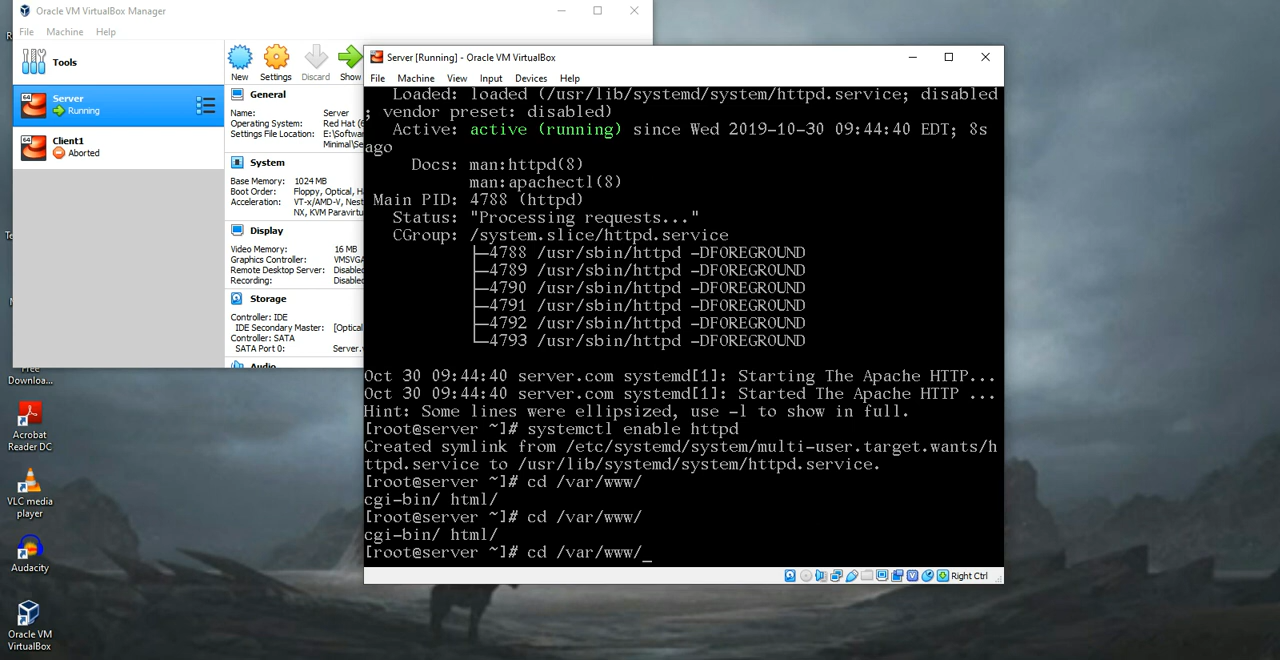 Oracle VM VirtualBox Manager
File Machine Help
Tools
New Settings Discard Show
Server
Running
Client1
Aborted
General
Name: Server
Operating System: Red Hat (6
Settings File Location: E:\Softwar
Minimal\Se
System
Base Memory: 1024 MB
Boot Order: Floppy, Optical, H
Acceleration: VT-x/AMD-V, Nest
NX, KVM Paravirtu
Display
Video Memory: 16 MB
Graphics Controller: VMSVGA
Remote Desktop Server: Disabled
Recording: Disabled
Storage
Controller: IDE
IDE Secondary Master: [Optical
Controller: SATA
SATA Port 0: Server.
Audio
Server [Running] - Oracle VM VirtualBox
File Machine View Input Devices Help
Loaded: loaded (/usr/lib/systemd/system/httpd.service; disabled
; vendor preset: disabled)
Active: active (running) since Wed 2019-10-30 09:44:40 EDT; 8s
ago
Docs: man:httpd(8)
man:apachectl(8)
Main PID: 4788 (httpd)
Status: "Processing requests..."
CGroup: /system.slice/httpd.service
├─4788 /usr/sbin/httpd -DFOREGROUND
├─4789 /usr/sbin/httpd -DFOREGROUND
├─4790 /usr/sbin/httpd -DFOREGROUND
├─4791 /usr/sbin/httpd -DFOREGROUND
├─4792 /usr/sbin/httpd -DFOREGROUND
└─4793 /usr/sbin/httpd -DFOREGROUND
Oct 30 09:44:40 server.com systemd[1]: Starting The Apache HTTP...
Oct 30 09:44:40 server.com systemd[1]: Started The Apache HTTP ...
Hint: Some lines were ellipsized, use -l to show in full.
[root@server ~]# systemctl enable httpd
Created symlink from /etc/systemd/system/multi-user.target.wants/h
ttpd.service to /usr/lib/systemd/system/httpd.service.
[root@server ~]# cd /var/www/
cgi-bin/ html/
[root@server ~]# cd /var/www/
cgi-bin/ html/
[root@server ~]# cd /var/www/_
Right Ctrl
Free
Downloa...
Acrobat
Reader DC
VLC media
player
Audacity
Oracle VM
VirtualBox